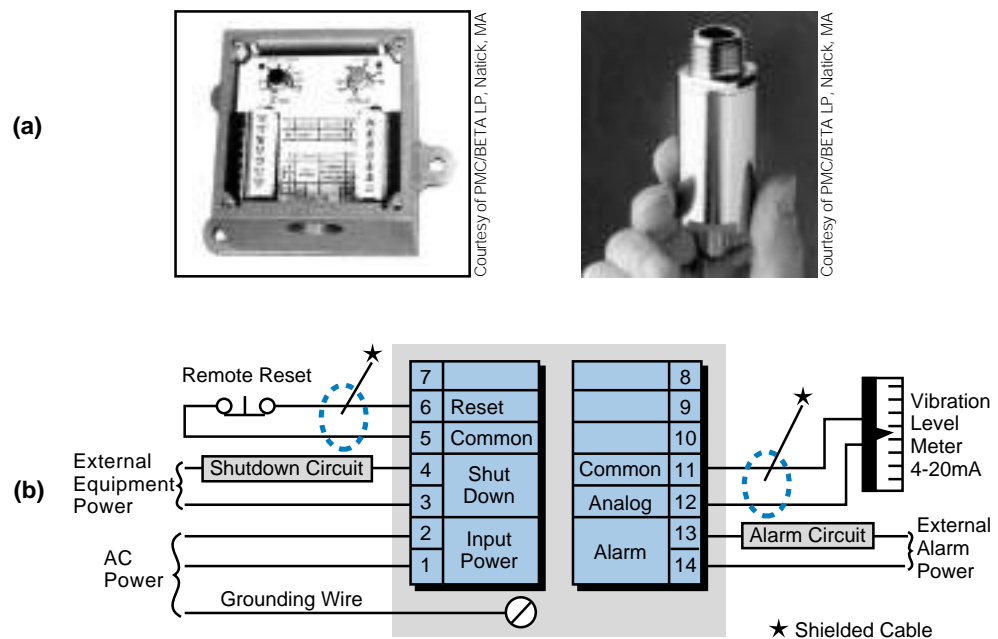 (a)
Courtesy of PMC/BETA LP, Natick, MA
Courtesy of PMC/BETA LP, Natick, MA
(b)
Remote Reset
External
Equipment
Power
Shutdown Circuit
AC
Power
Grounding Wire
7
6 Reset
5 Common
4
3
Shut
Down
2
1
Input
Power
8
9
10
Common 11
Analog 12
13
14
Alarm
Vibration
Level
Meter
4-20mA
Alarm Circuit
External
Alarm
Power
★ Shielded Cable